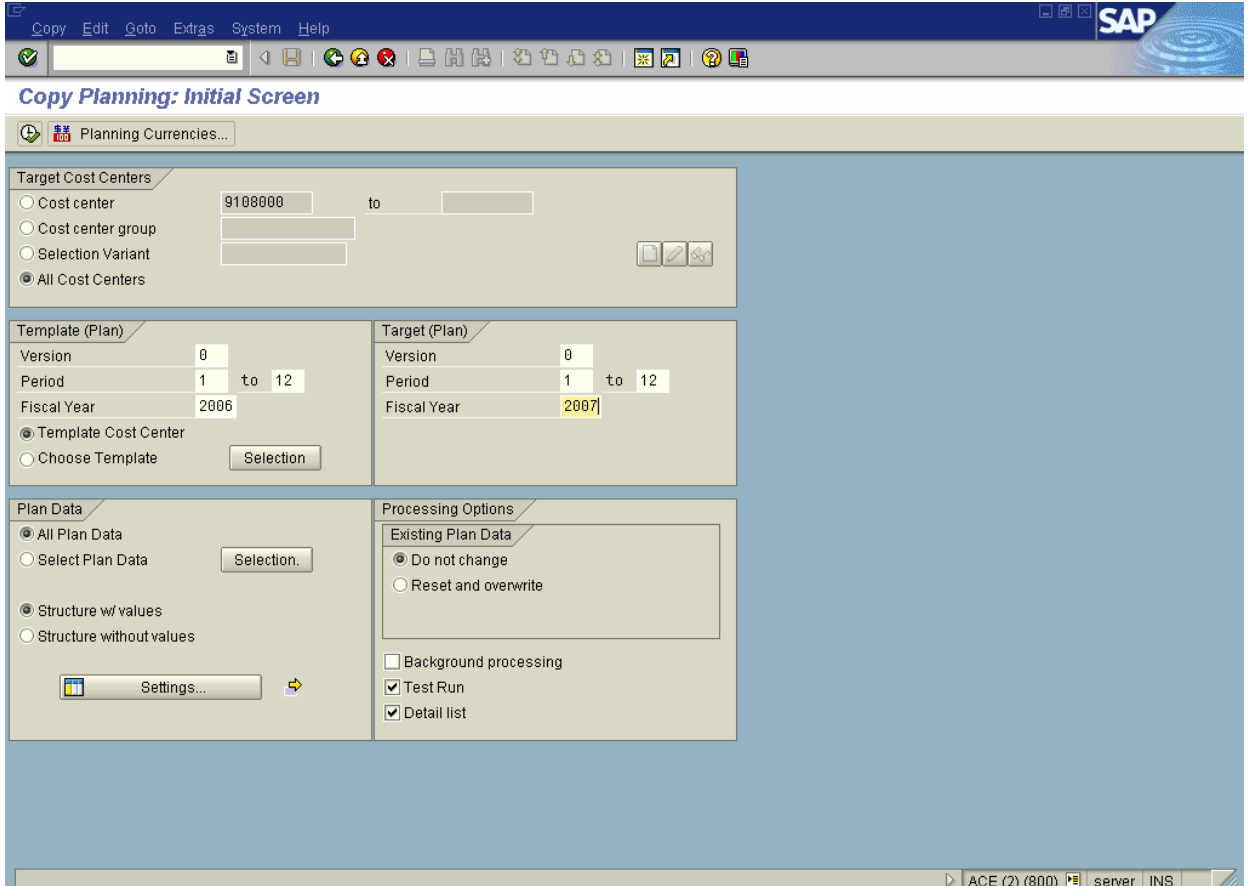 Copy Edit Goto Extras System Help
SAP
Copy Planning: Initial Screen
Planning Currencies...
Target Cost Centers
Cost center 9108000 to
Cost center group
Selection Variant
All Cost Centers
Template (Plan)
Version 0
Period 1 to 12
Fiscal Year 2006
Template Cost Center
Choose Template Selection
Target (Plan)
Version 0
Period 1 to 12
Fiscal Year 2007
Plan Data
All Plan Data
Select Plan Data Selection.
Structure w/ values
Structure without values
Settings...
Processing Options
Existing Plan Data
Do not change
Reset and overwrite
Background processing
Test Run
Detail list
ACE (2) (800) server INS